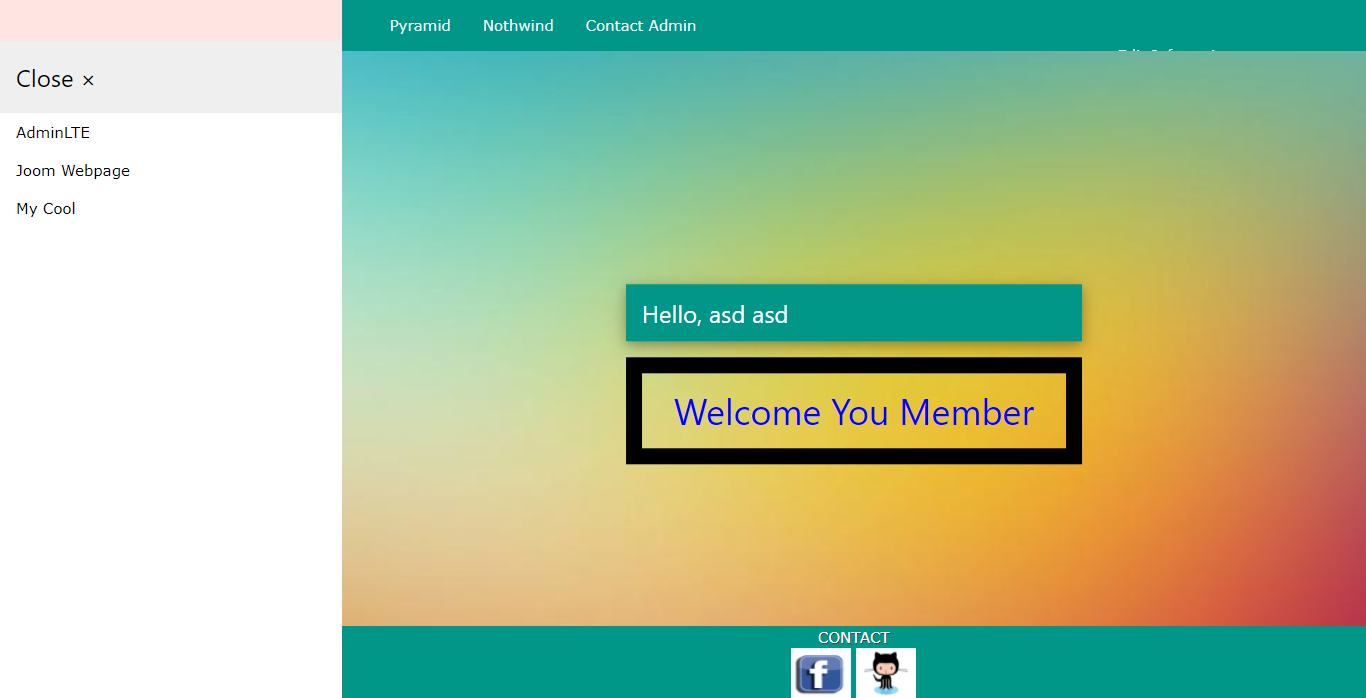 Close ×
AdminLTE
Joom Webpage
My Cool
Pyramid Nothwind Contact Admin
Hello, asd asd
Welcome You Member
CONTACT
f